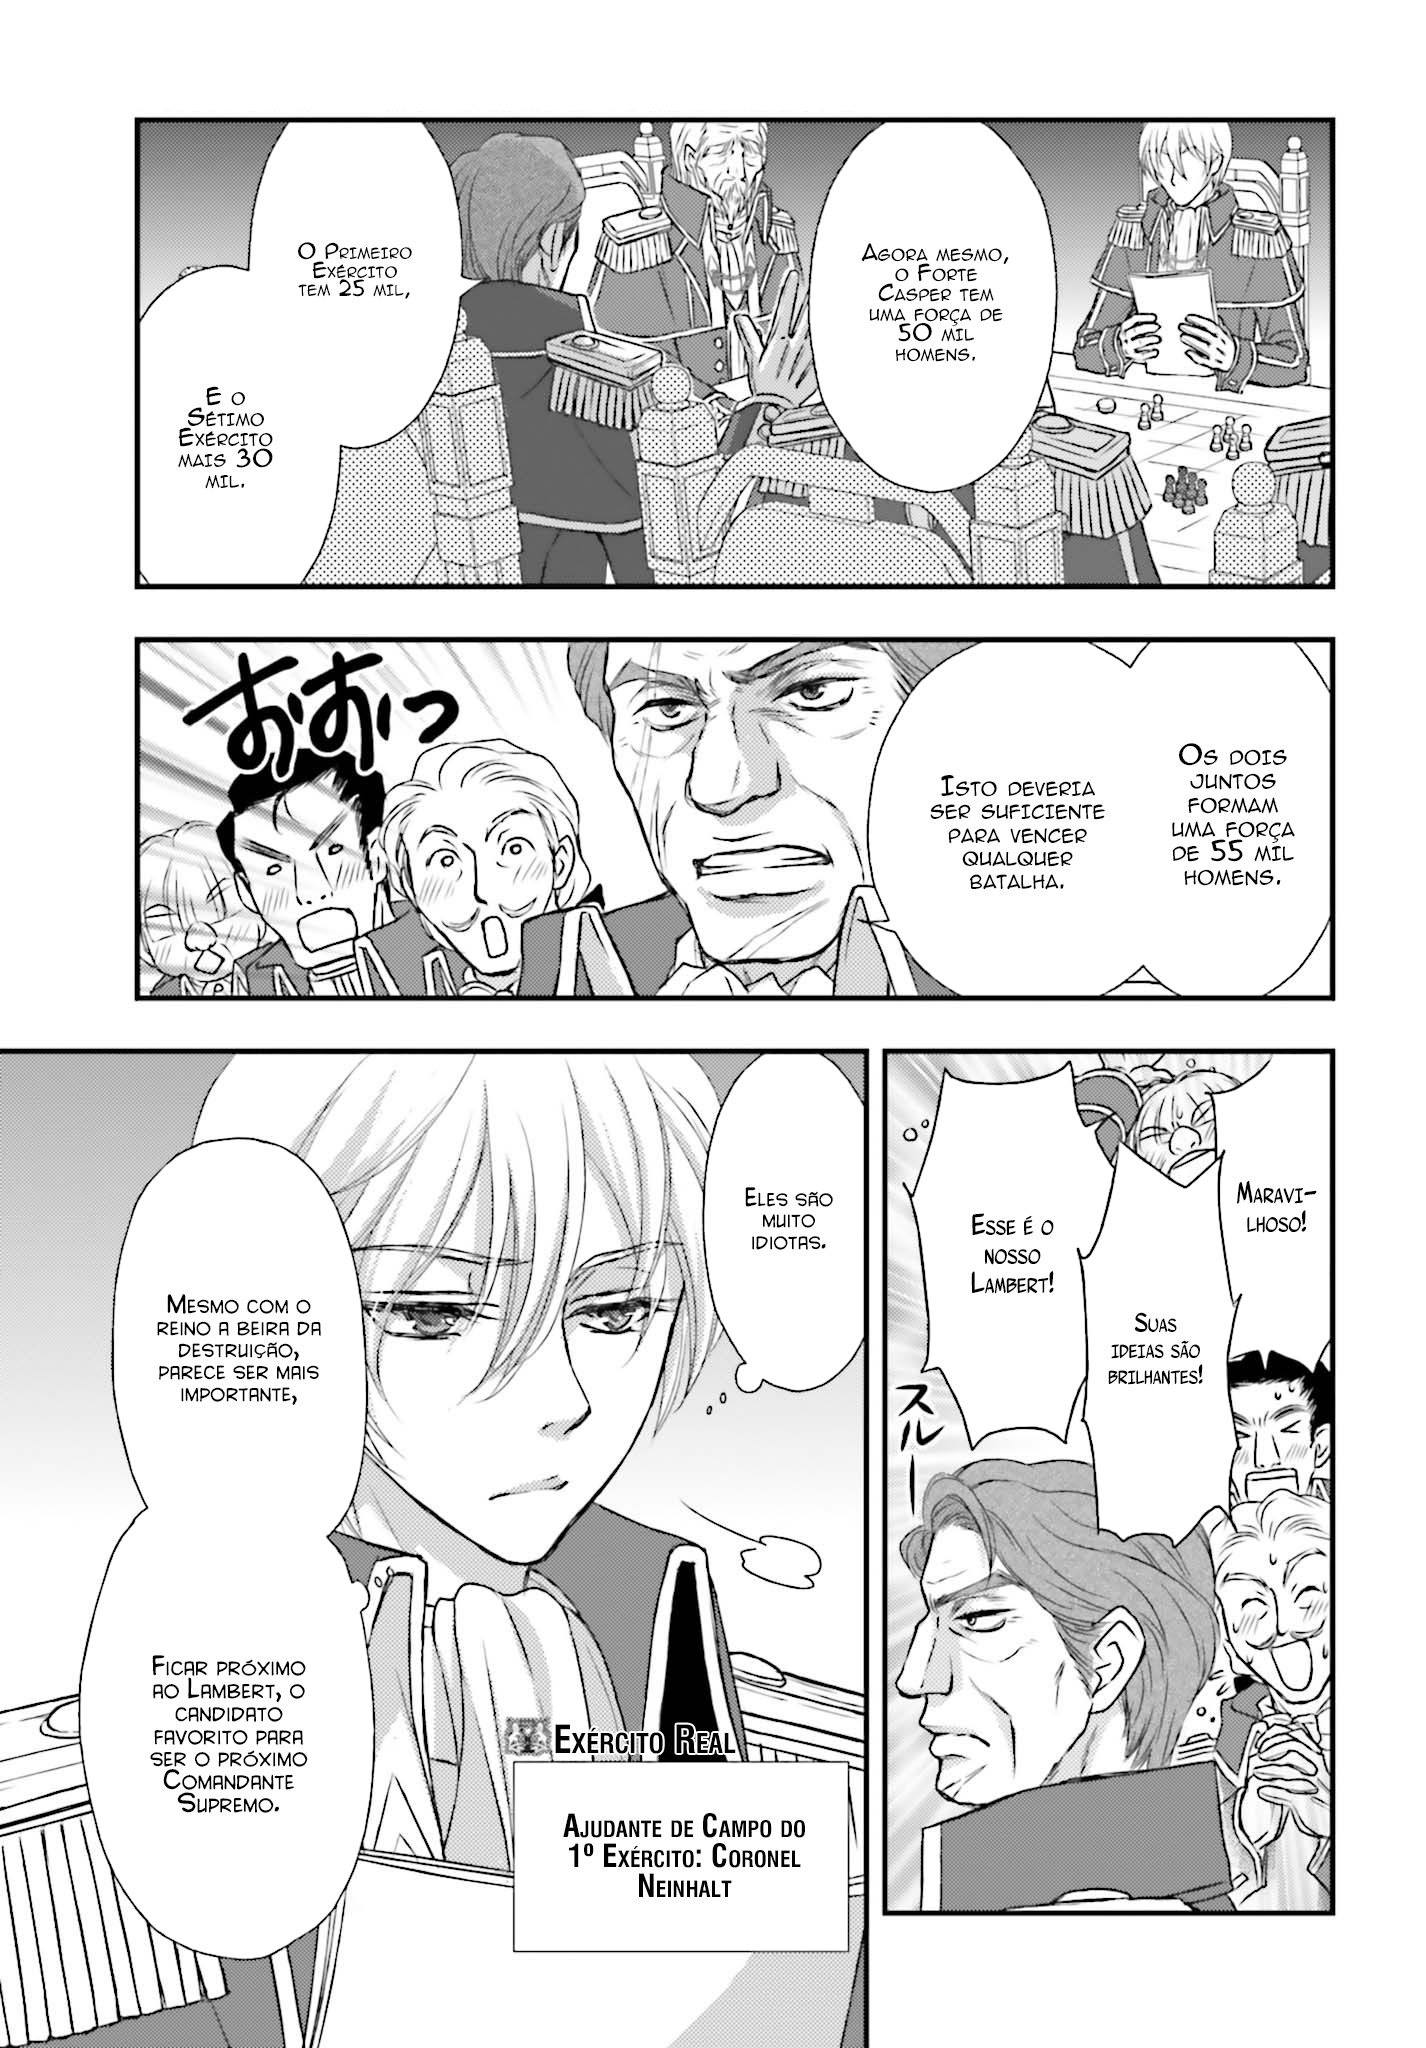 Agora mesmo,
o Forte
Casper tem
uma força de
50 mil
homens.
O Primeiro
Exército
tem 25 mil,
E o
Sétimo
Exército
mais 30
mil.
Os dois
juntos
formam
uma força
de 55 mil
homens.
Isto deveria
ser suficiente
para vencer
qualquer
batalha.
おおおっ
Maravi-
lhoso!
Suas
ideias são
brilhantes!
Esse é o
nosso
Lambert!
スルー
Eles são
muito
idiotas.
Mesmo com o
reino a beira da
destruição,
parece ser mais
importante,
Ficar próximo
ao Lambert, o
candidato
favorito para
ser o próximo
Comandante
Supremo.
Exército Real
Ajudante de Campo do
1º Exército: Coronel
Neinhalt